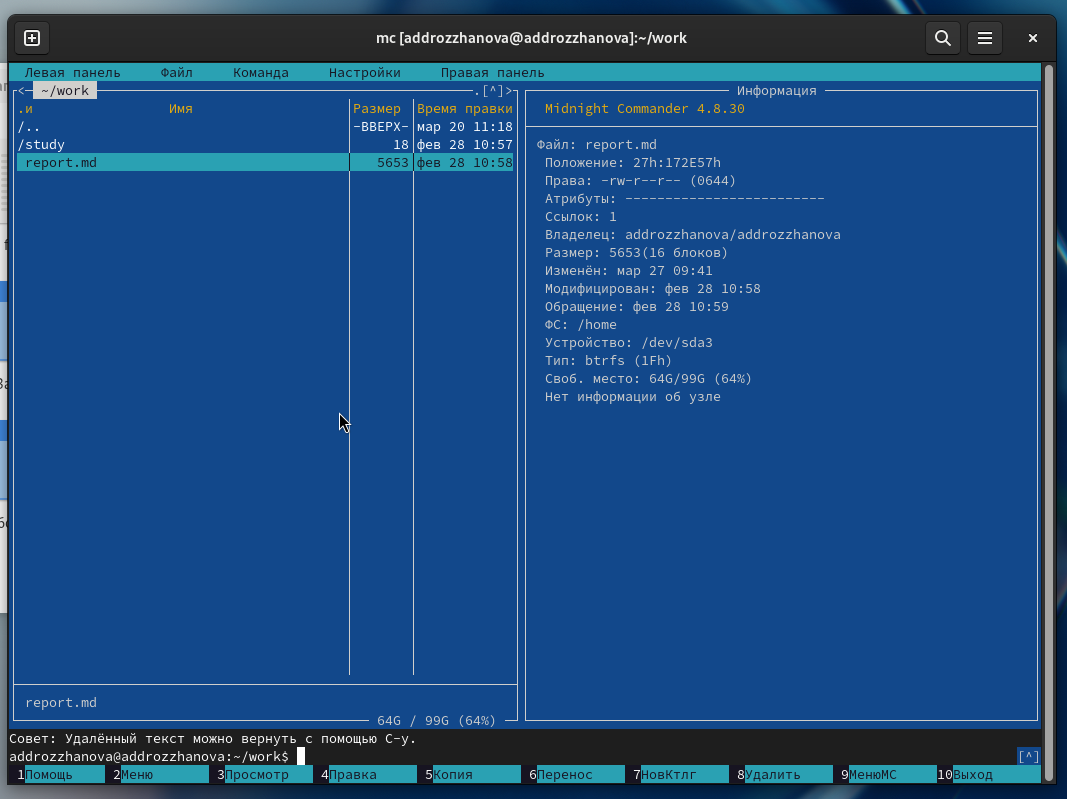 mc [addrozzhanova@addrozzhanova]:~/work
Левая панель Файл Команда Настройки Правая панель
<─ ~/work .[^]>
.и Имя Размер Время правки
/.. -ВВЕРХ- мар 20 11:18
/study 18 фев 28 10:57
report.md 5653 фев 28 10:58
report.md
64G / 99G (64%)
Информация
Midnight Commander 4.8.30
Файл: report.md
Положение: 27h:172E57h
Права: -rw-r--r-- (0644)
Атрибуты: -------------------------
Ссылок: 1
Владелец: addrozzhanova/addrozzhanova
Размер: 5653(16 блоков)
Изменён: мар 27 09:41
Модифицирован: фев 28 10:58
Обращение: фев 28 10:59
ФС: /home
Устройство: /dev/sda3
Тип: btrfs (1Fh)
Своб. место: 64G/99G (64%)
Нет информации об узле
Совет: Удалённый текст можно вернуть с помощью C-y.
addrozzhanova@addrozzhanova:~/work$ [^]
1Помощь 2Меню 3Просмотр 4Правка 5Копия 6Перенос 7НовКтлг 8Удалить 9МенюМС 10Выход